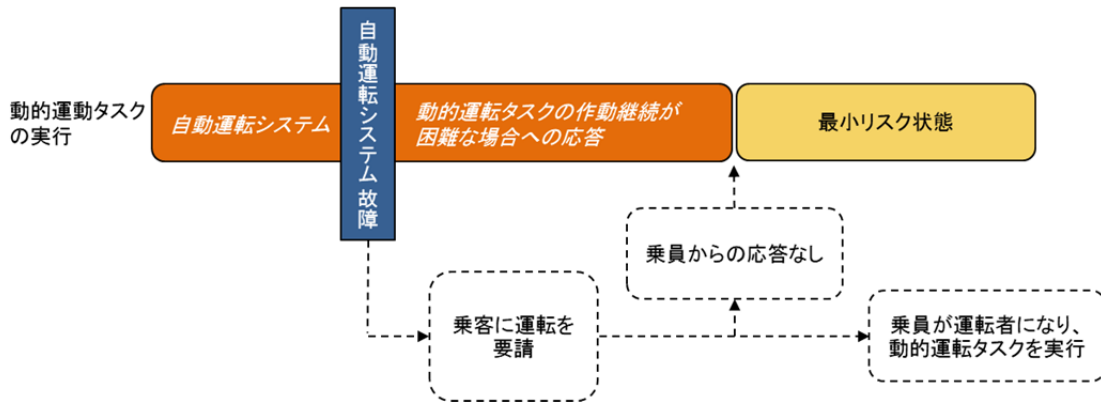 動的運動タスク
の実行
自動運転システム
自動運転システム故障
動的運転タスクの作動継続が
困難な場合への応答
最小リスク状態
乗客に運転を
要請
乗員からの応答なし
乗員が運転者になり、
動的運転タスクを実行